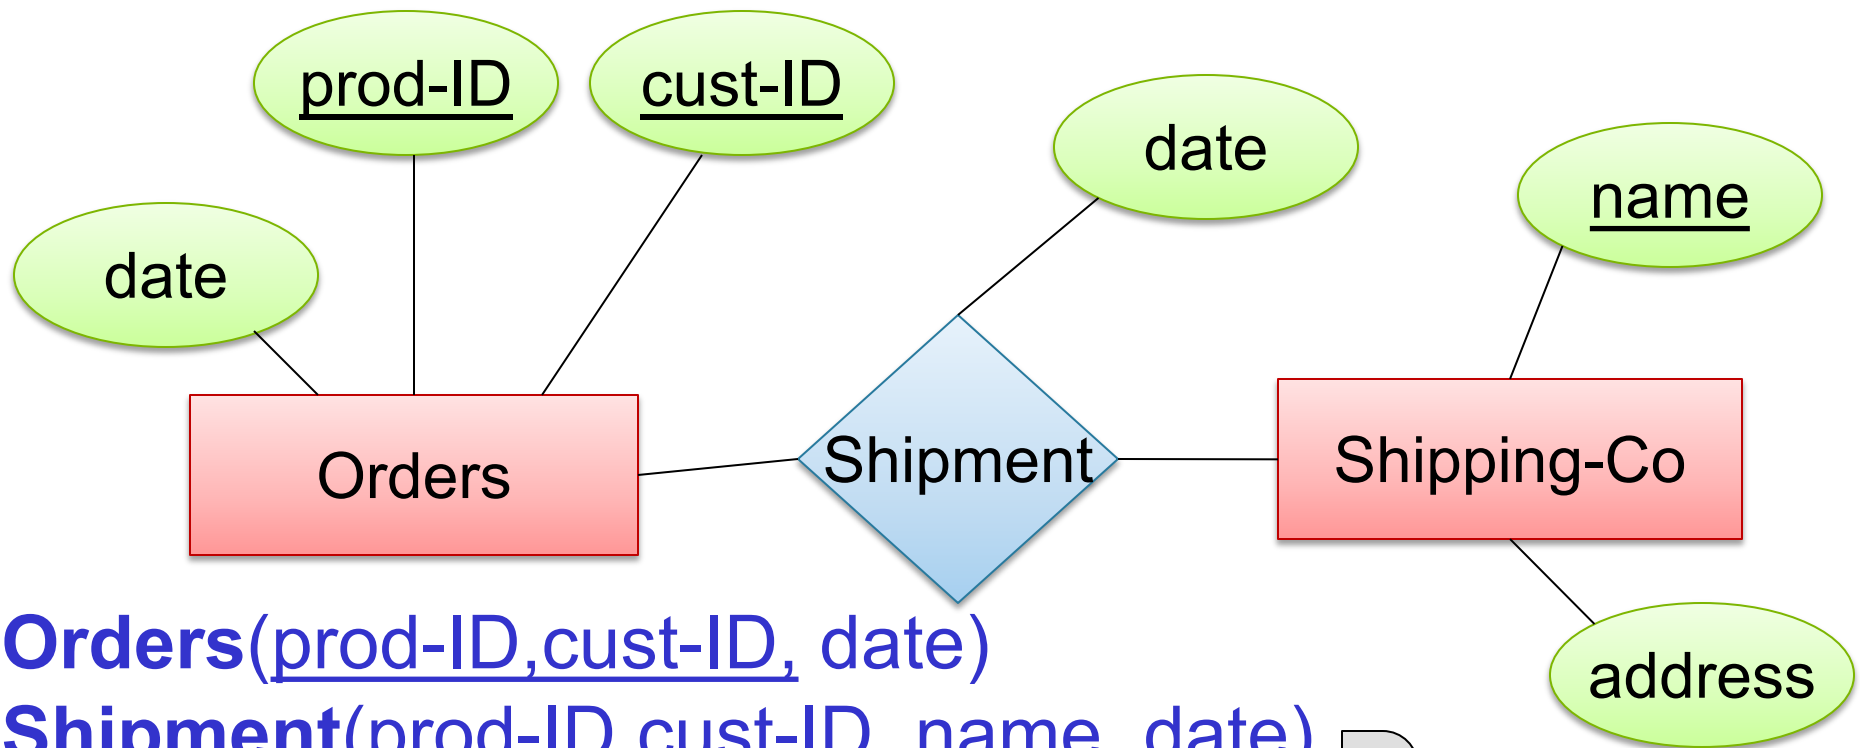 prod-ID
cust-ID
date
name
date
Shipment
Shipping-Co
Orders
Orders(prod-ID,cust-ID, date)
address
Shipment(prod-ID,cust-ID, name, date)